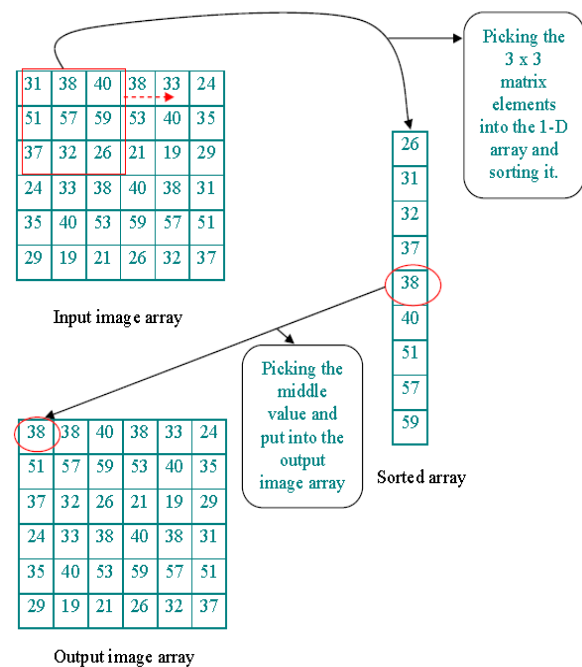 Picking the
3 x 3
matrix
elements
into the 1-D
array and
sorting it.
31 38 40 38 33 24
51 57 59 53 40 35
37 32 26 21 19 29
24 33 38 40 38 31
35 40 53 59 57 51
29 19 21 26 32 37
Input image array
26
31
32
37
38
40
51
57
59
Sorted array
Picking the
middle
value and
put into the
output
image array
38 38 40 38 33 24
51 57 59 53 40 35
37 32 26 21 19 29
24 33 38 40 38 31
35 40 53 59 57 51
29 19 21 26 32 37
Output image array